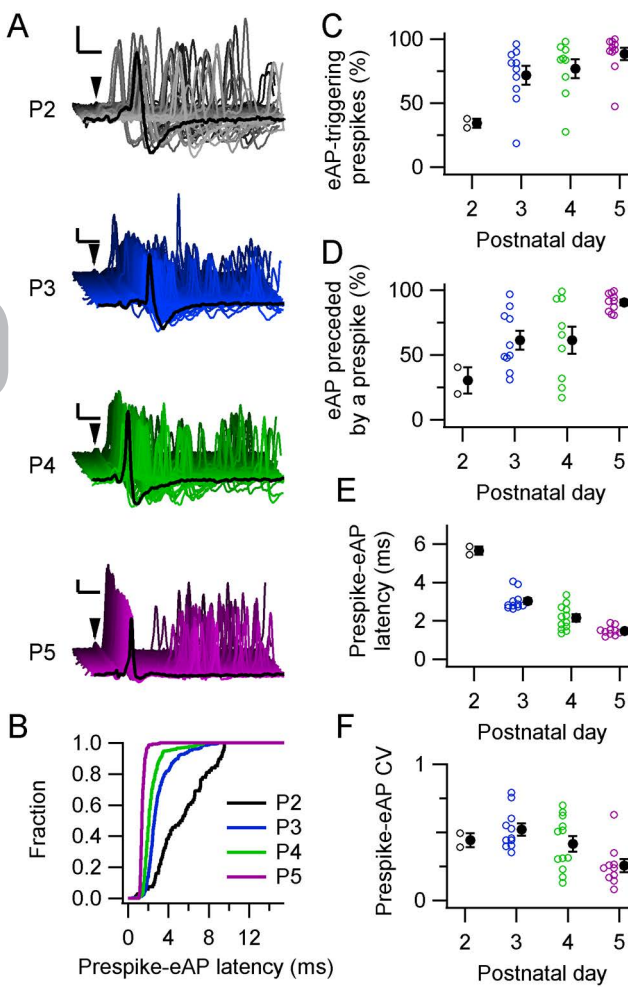 A
P2
P3
P4
P5
B
1.0
0.8
0.6
0.4
0.2
0.0
Fraction
P2
P3
P4
P5
0 4 8 12
Prespike-eAP latency (ms)
C
eAP-triggering
prespikes (%)
100
50
0
2 3 4 5
Postnatal day
D
eAP preceded
by a prespike (%)
100
50
0
2 3 4 5
Postnatal day
E
Prespike-eAP
latency (ms)
6
4
2
0
2 3 4 5
Postnatal day
F
Prespike-eAP CV
1
0
2 3 4 5
Postnatal day